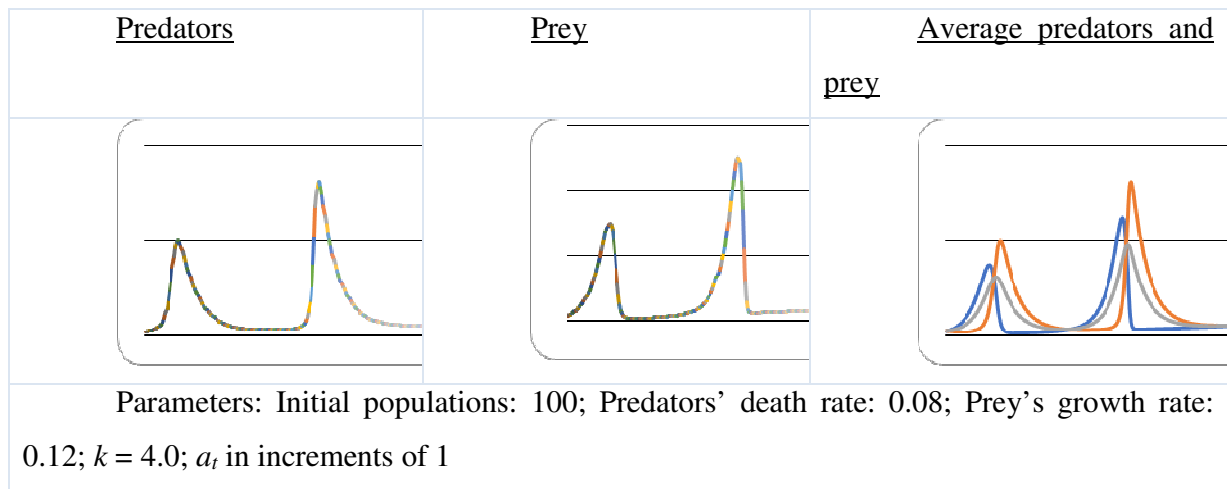 Predators
Prey
Average predators and
prey
Parameters: Initial populations: 100; Predators’ death rate: 0.08; Prey’s growth rate:
0.12; k = 4.0; at in increments of 1